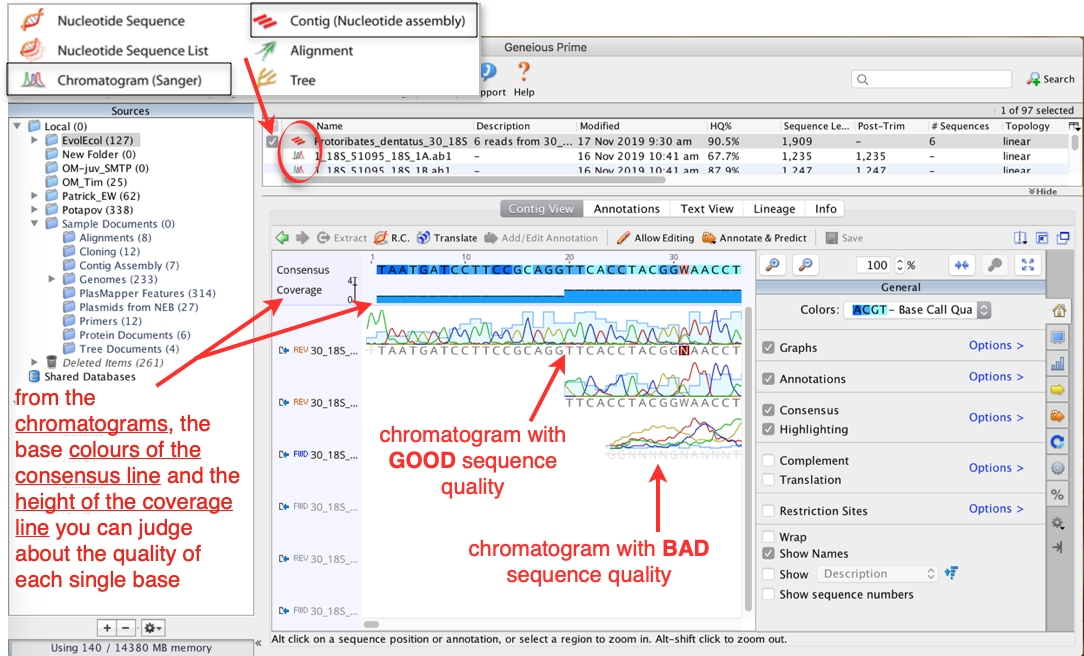 Nucleotide Sequence
Nucleotide Sequence List
Chromatogram (Sanger)
Contig (Nucleotide assembly)
Alignment
Tree
Geneious Prime
pport
Help
Search
Sources
1 of 97 selected
Local (0)
EvolEcol (127)
New Folder (0)
OM-juv_SMTP (0)
OM_Tim (25)
Patrick_EW (62)
Potapov (338)
Sample Documents (0)
Alignments (8)
Cloning (12)
Contig Assembly (7)
Genomes (233)
PlasMapper Features (314)
Plasmids from NEB (27)
Primers (12)
Protein Documents (6)
Tree Documents (4)
Deleted Items (261)
Shared Databases
Name Description Modified HQ% Sequence Le... Post-Trim # Sequences Topology
Protoribates_dentatus_30_18S 6 reads from 30_... 17 Nov 2019 9:30 am 90.5% 1,909 – 6 linear
1_18S_51095_18S_1A.ab1 – 16 Nov 2019 10:41 am 67.7% 1,235 1,235 linear
1_18S_51095_18S_1B.ab1 – 16 Nov 2019 10:41 am 87.9% 1,247 1,247 linear
Hide
Contig View Annotations Text View Lineage Info
Extract R.C. Translate Add/Edit Annotation Allow Editing Annotate & Predict Save
1 10 20 30
Consensus TAATGATCCTTCCGCAGGTTCACCTACGGWAACCT
Coverage
4
0
REV 30_18S_...
TAATGATCCTTCCGCAGGTTCACCTACGGNAACCT
REV 30_18S_...
TTCACCTACGGWAACCT
FWD 30_18S_...
GGNNNNGNANNNT
FWD 30_18S_...
REV 30_18S_...
FWD 30_18S_...
100 %
General
Colors: ACGT - Base Call Qua
Graphs Options >
Annotations Options >
Consensus
Highlighting
Options >
Complement
Translation
Options >
Restriction Sites Options >
Wrap
Show Names
Show Description
Show sequence numbers
%
from the
chromatograms, the
base colours of the
consensus line and the
height of the coverage
line you can judge
about the quality of
each single base
chromatogram with
GOOD sequence
quality
chromatogram with BAD
sequence quality
+ −
Using 140 / 14380 MB memory
Alt click on a sequence position or annotation, or select a region to zoom in. Alt-shift click to zoom out.